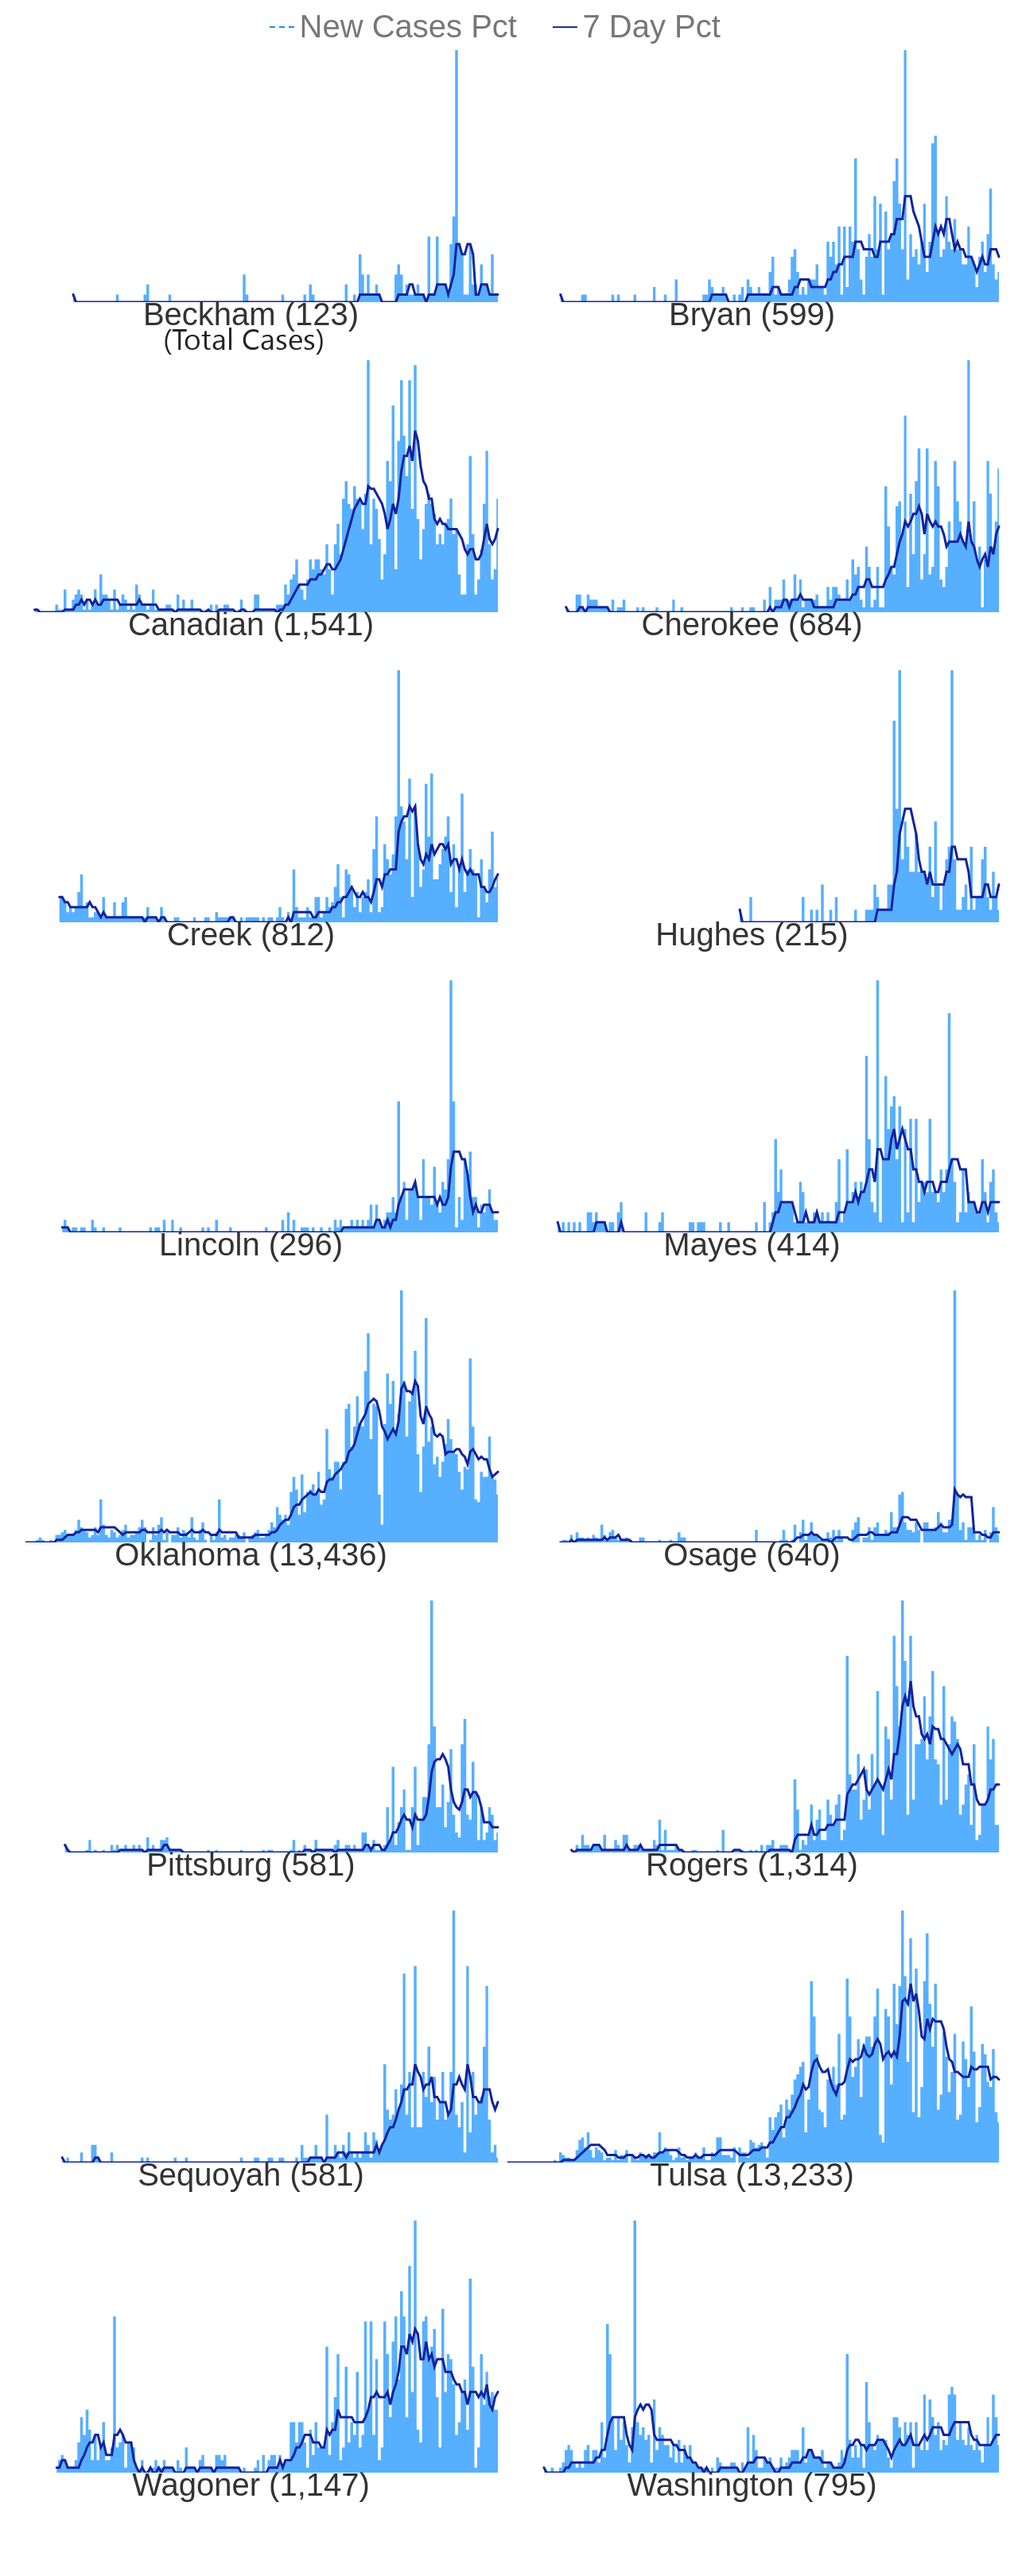 New Cases Pct 7 Day Pct
Beckham (123) Bryan (599)
(Total Cases)
Canadian (1,541) Cherokee (684)
Creek (812) Hughes (215)
Lincoln (296) Mayes (414)
Oklahoma (13,436) Osage (640)
Pittsburg (581) Rogers (1,314)
Sequoyah (581) Tulsa (13,233)
Wagoner (1,147) Washington (795)